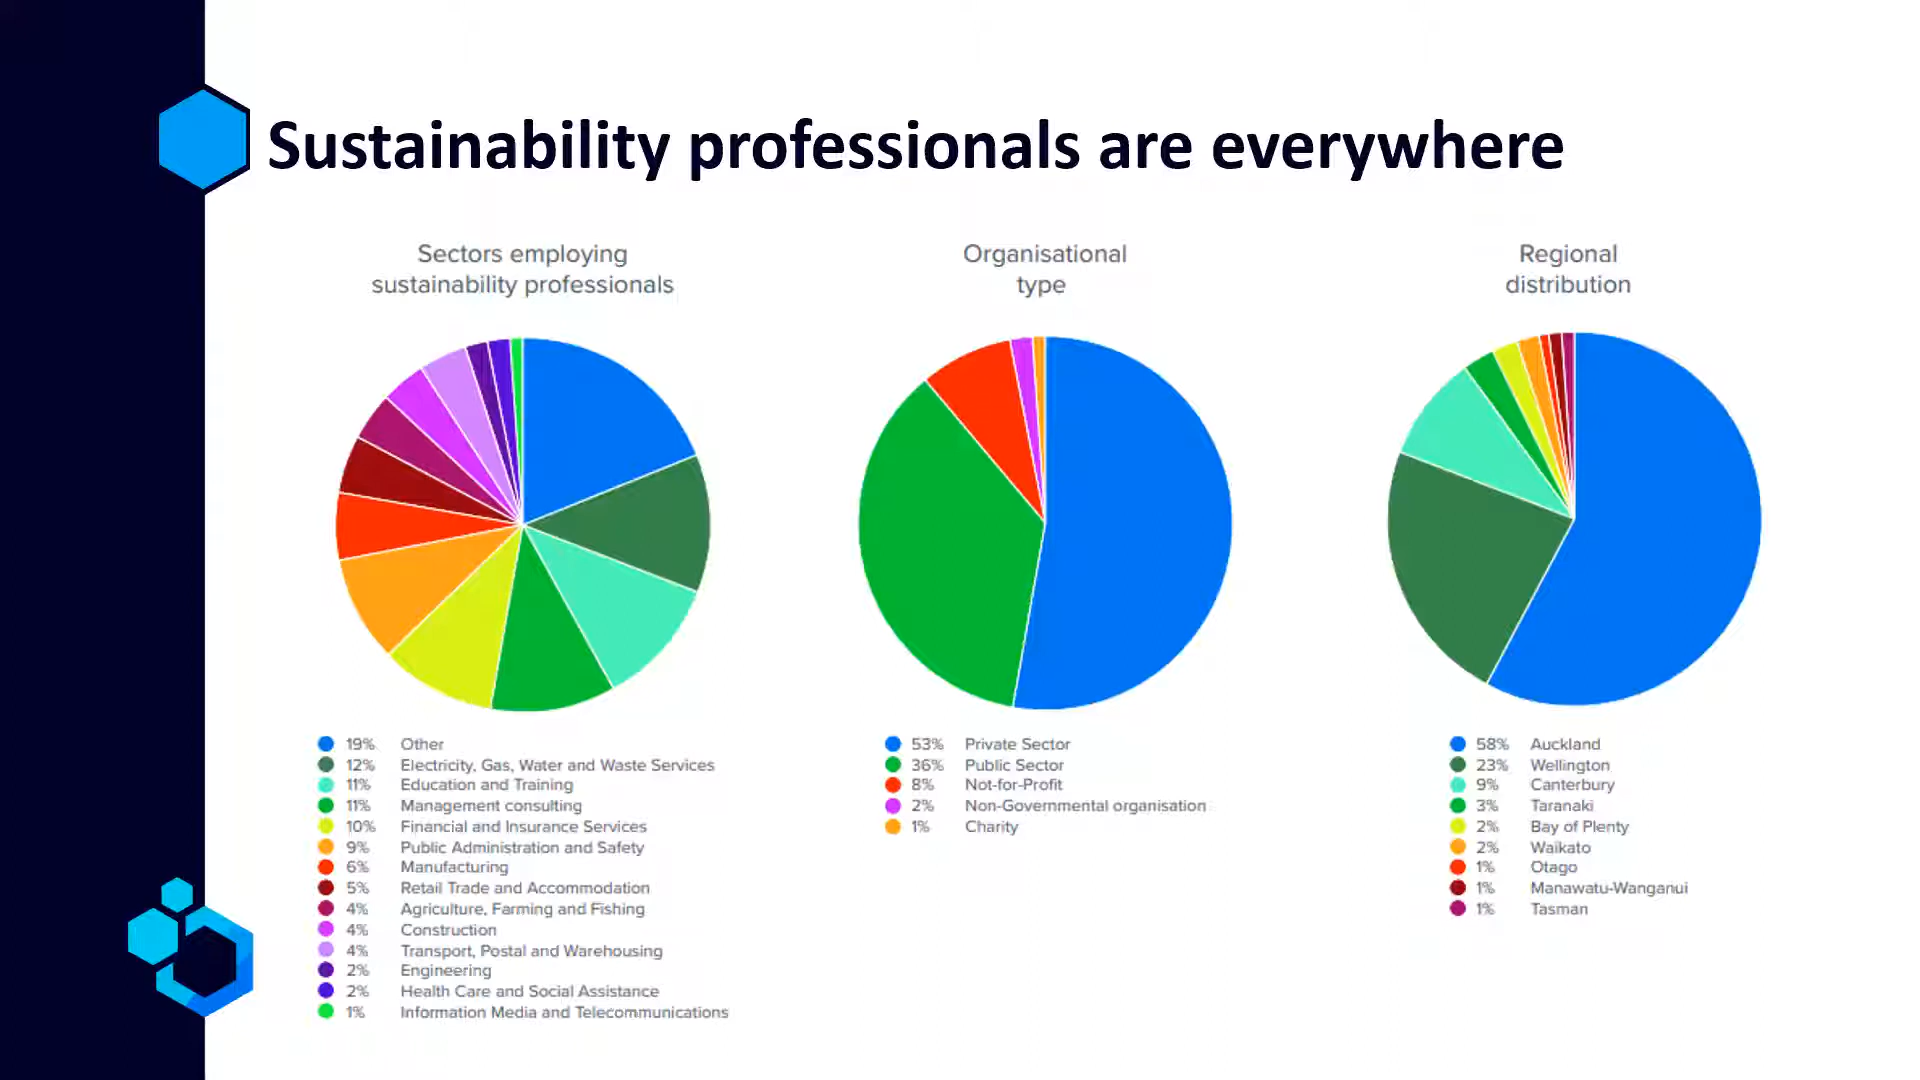 Sustainability professionals are everywhere
Sectors employing
sustainability professionals
19% Other
12% Electricity, Gas, Water and Waste Services
11% Education and Training
11% Management consulting
10% Financial and Insurance Services
9% Public Administration and Safety
6% Manufacturing
5% Retail Trade and Accommodation
4% Agriculture, Farming and Fishing
4% Construction
4% Transport, Postal and Warehousing
2% Engineering
2% Health Care and Social Assistance
1% Information Media and Telecommunications
Organisational
type
53% Private Sector
36% Public Sector
8% Not-for-Profit
2% Non-Governmental organisation
1% Charity
Regional
distribution
58% Auckland
23% Wellington
9% Canterbury
3% Taranaki
2% Bay of Plenty
2% Waikato
1% Otago
1% Manawatu-Wanganui
1% Tasman